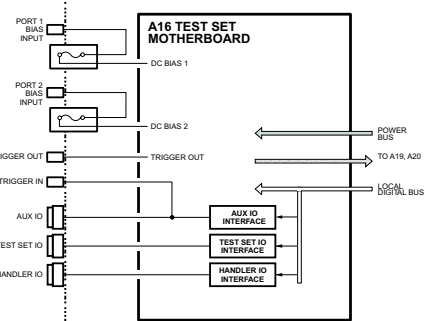 PORT 1
BIAS
INPUT
A16 TEST SET
MOTHERBOARD
DC BIAS 1
PORT 2
BIAS
INPUT
DC BIAS 2
POWER
BUS
IGGER OUT
TRIGGER OUT
TO A19, A20
TRIGGER IN
LOCAL
DIGITAL BUS
AUX IO
AUX IO
INTERFACE
TEST SET IO
TEST SET IO
INTERFACE
HANDLER IO
HANDLER IO
INTERFACE